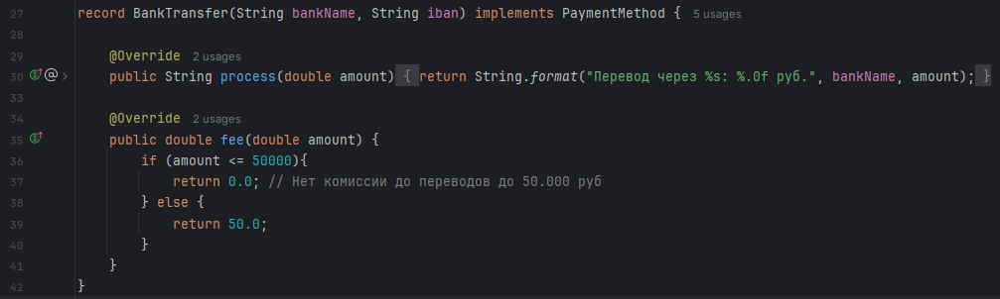 27 record BankTransfer(String bankName, String iban) implements PaymentMethod { 5 usages
28
29 @Override 2 usages
30 public String process(double amount) { return String.format("Перевод через %s: %.0f руб.", bankName, amount); }
33
34 @Override 2 usages
35 public double fee(double amount) {
36 if (amount <= 50000){
37 return 0.0; // Нет комиссии до переводов до 50.000 руб
38 } else {
39 return 50.0;
40 }
41 }
42 }